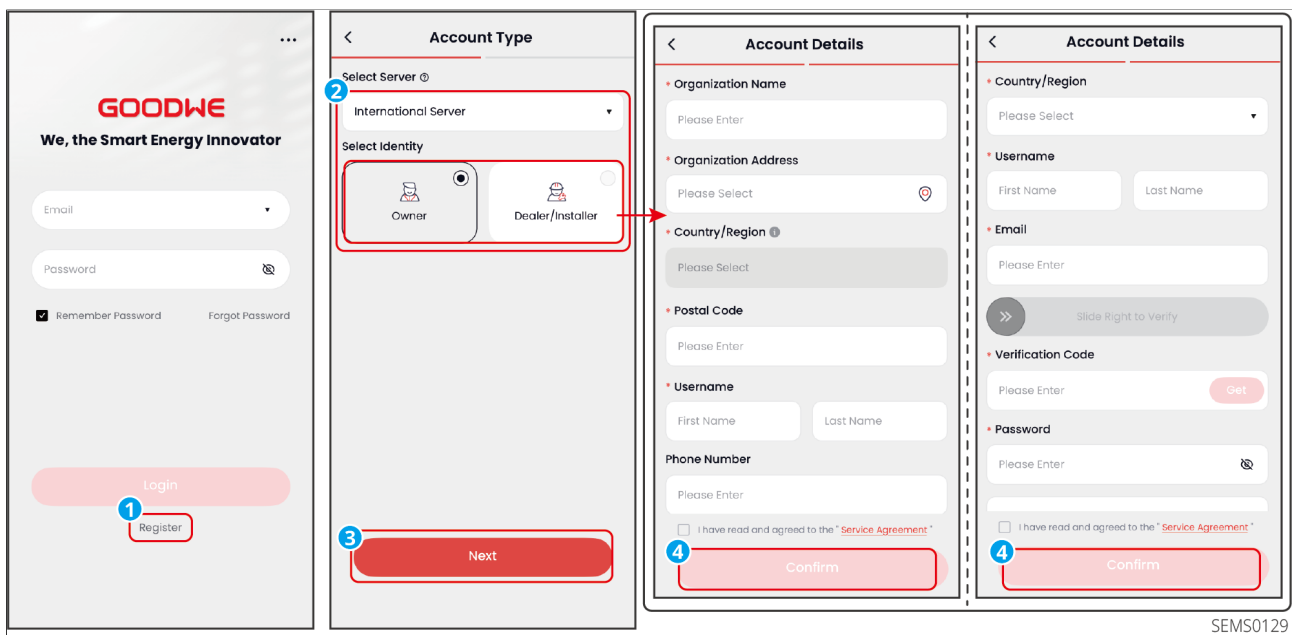 ...
GOODWE
We, the Smart Energy Innovator
Email
Password
Remember Password Forgot Password
Login
1
Register
Account Type
Select Server ?
2
International Server
Select Identity
Owner Dealer/Installer
3
Next
Account Details
* Organization Name
Please Enter
* Organization Address
Please Select
* Country/Region i
Please Select
* Postal Code
Please Enter
* Username
First Name Last Name
Phone Number
Please Enter
I have read and agreed to the " Service Agreement "
4
Confirm
Account Details
* Country/Region
Please Select
* Username
First Name Last Name
* Email
Please Enter
Slide Right to Verify
* Verification Code
Please Enter Get
* Password
Please Enter
I have read and agreed to the " Service Agreement "
4
Confirm
SEMS0129